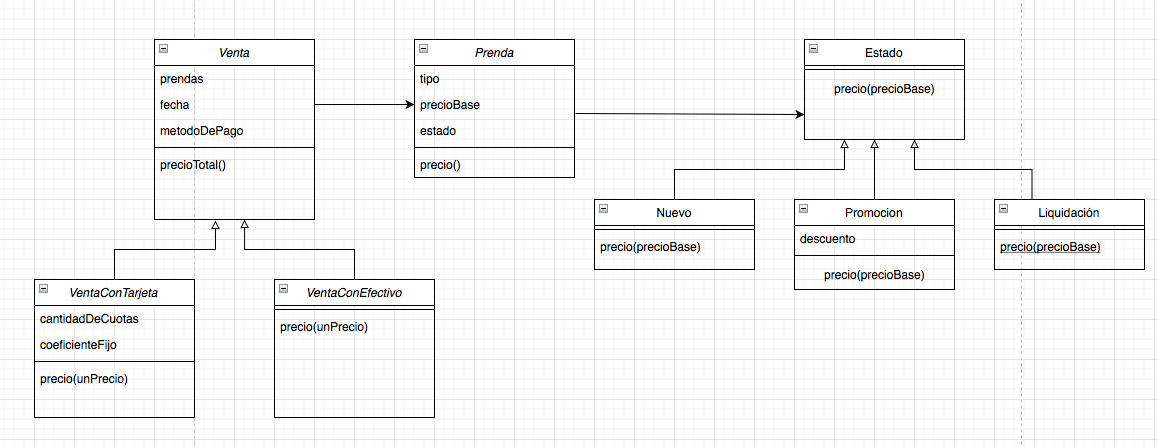 Venta
prendas
fecha
metodoDePago
precioTotal()
Prenda
tipo
precioBase
estado
precio()
Estado
precio(precioBase)
VentaConTarjeta
cantidadDeCuotas
coeficienteFijo
precio(unPrecio)
VentaConEfectivo
precio(unPrecio)
Nuevo
precio(precioBase)
Promocion
descuento
precio(precioBase)
Liquidación
precio(precioBase)